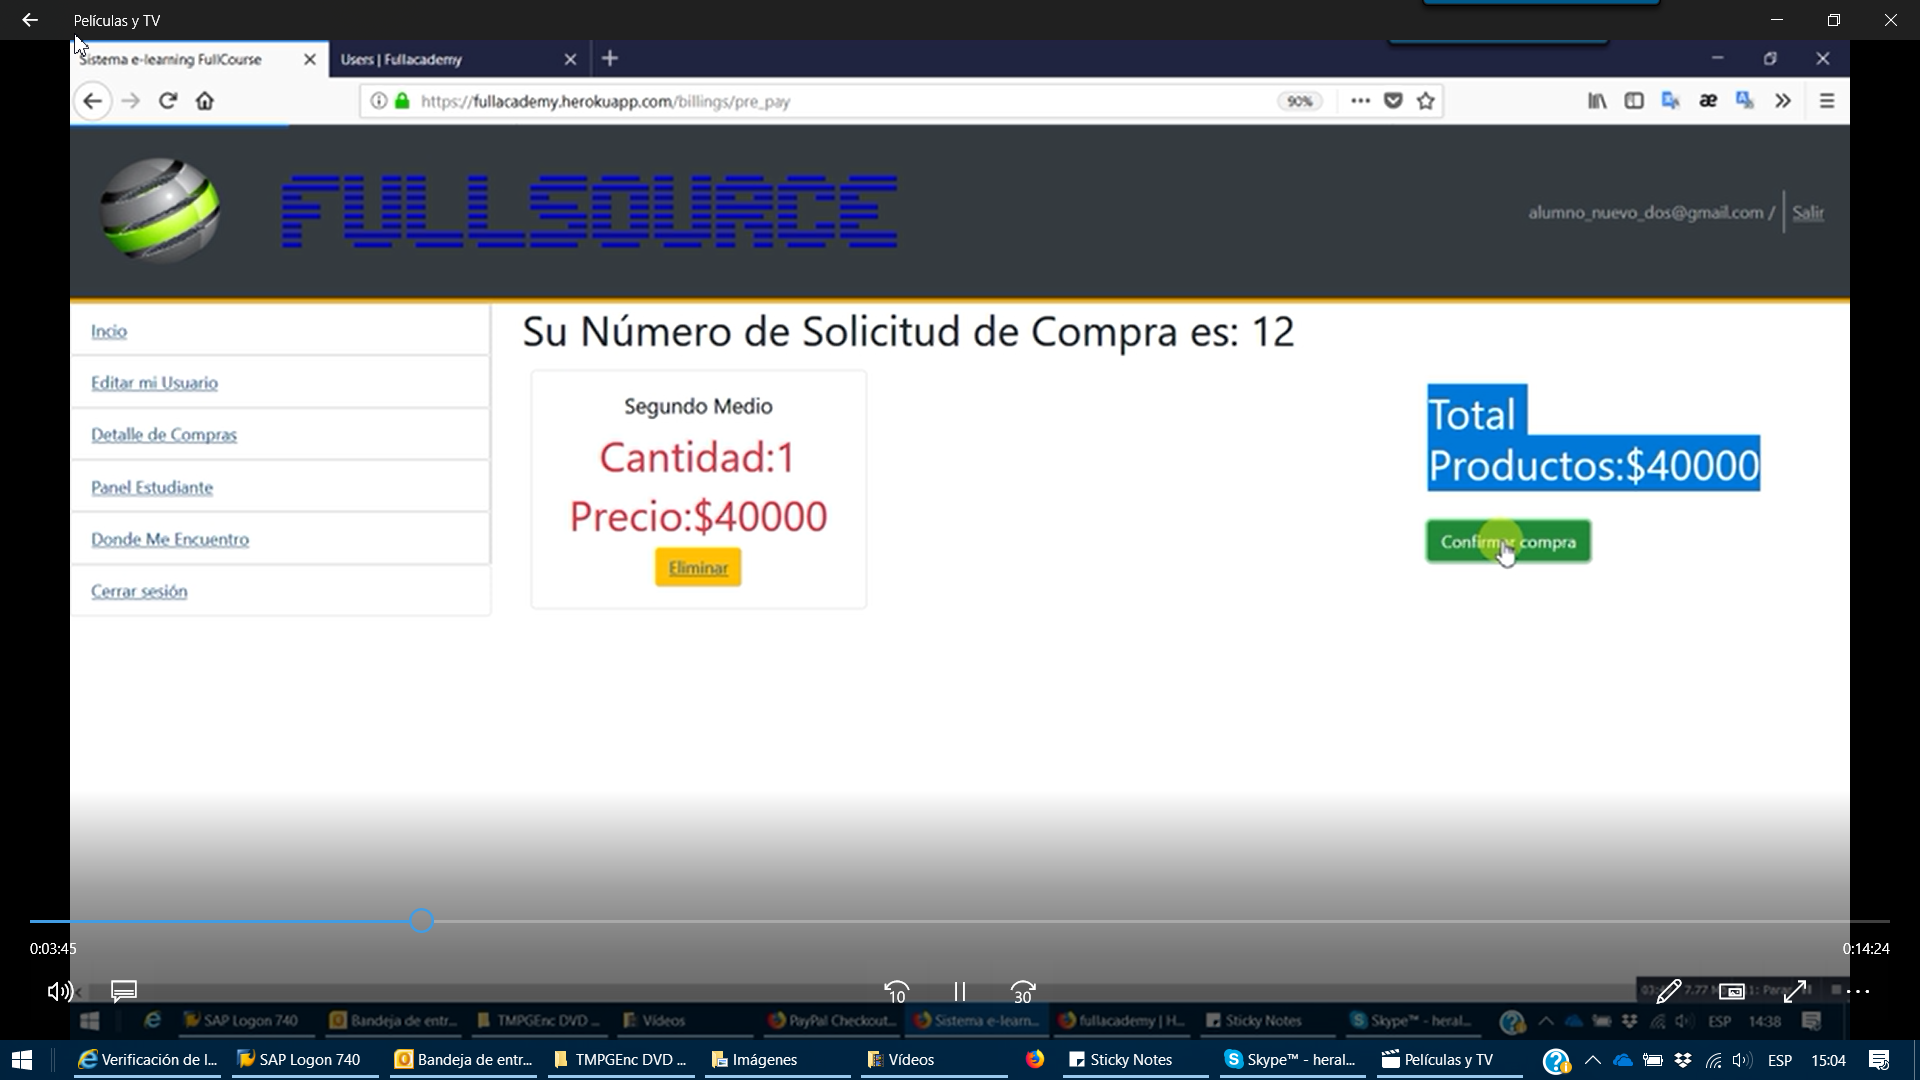 Películas y TV
Sistema e-learning FullCourse
Users | Fullacademy
https://fullacademy.herokuapp.com/billings/pre_pay
90%
FULLSOURCE
alumno_nuevo_dos@gmail.com / Salir
Incio
Editar mi Usuario
Detalle de Compras
Panel Estudiante
Donde Me Encuentro
Cerrar sesión
Su Número de Solicitud de Compra es: 12
Segundo Medio
Cantidad:1
Precio:$40000
Eliminar
Total
Productos:$40000
Confirmar compra
0:03:45
0:14:24
10
30
SAP Logon 740
Bandeja de entr...
TMPGEnc DVD ...
Vídeos
PayPal Checkout...
Sistema e-learn...
fullacademy | H...
Sticky Notes
Skype™ - heral...
ESP
14:38
Verificación de l...
SAP Logon 740
Bandeja de entr...
TMPGEnc DVD ...
Imágenes
Vídeos
Sticky Notes
Skype™ - heral...
Películas y TV
ESP
15:04